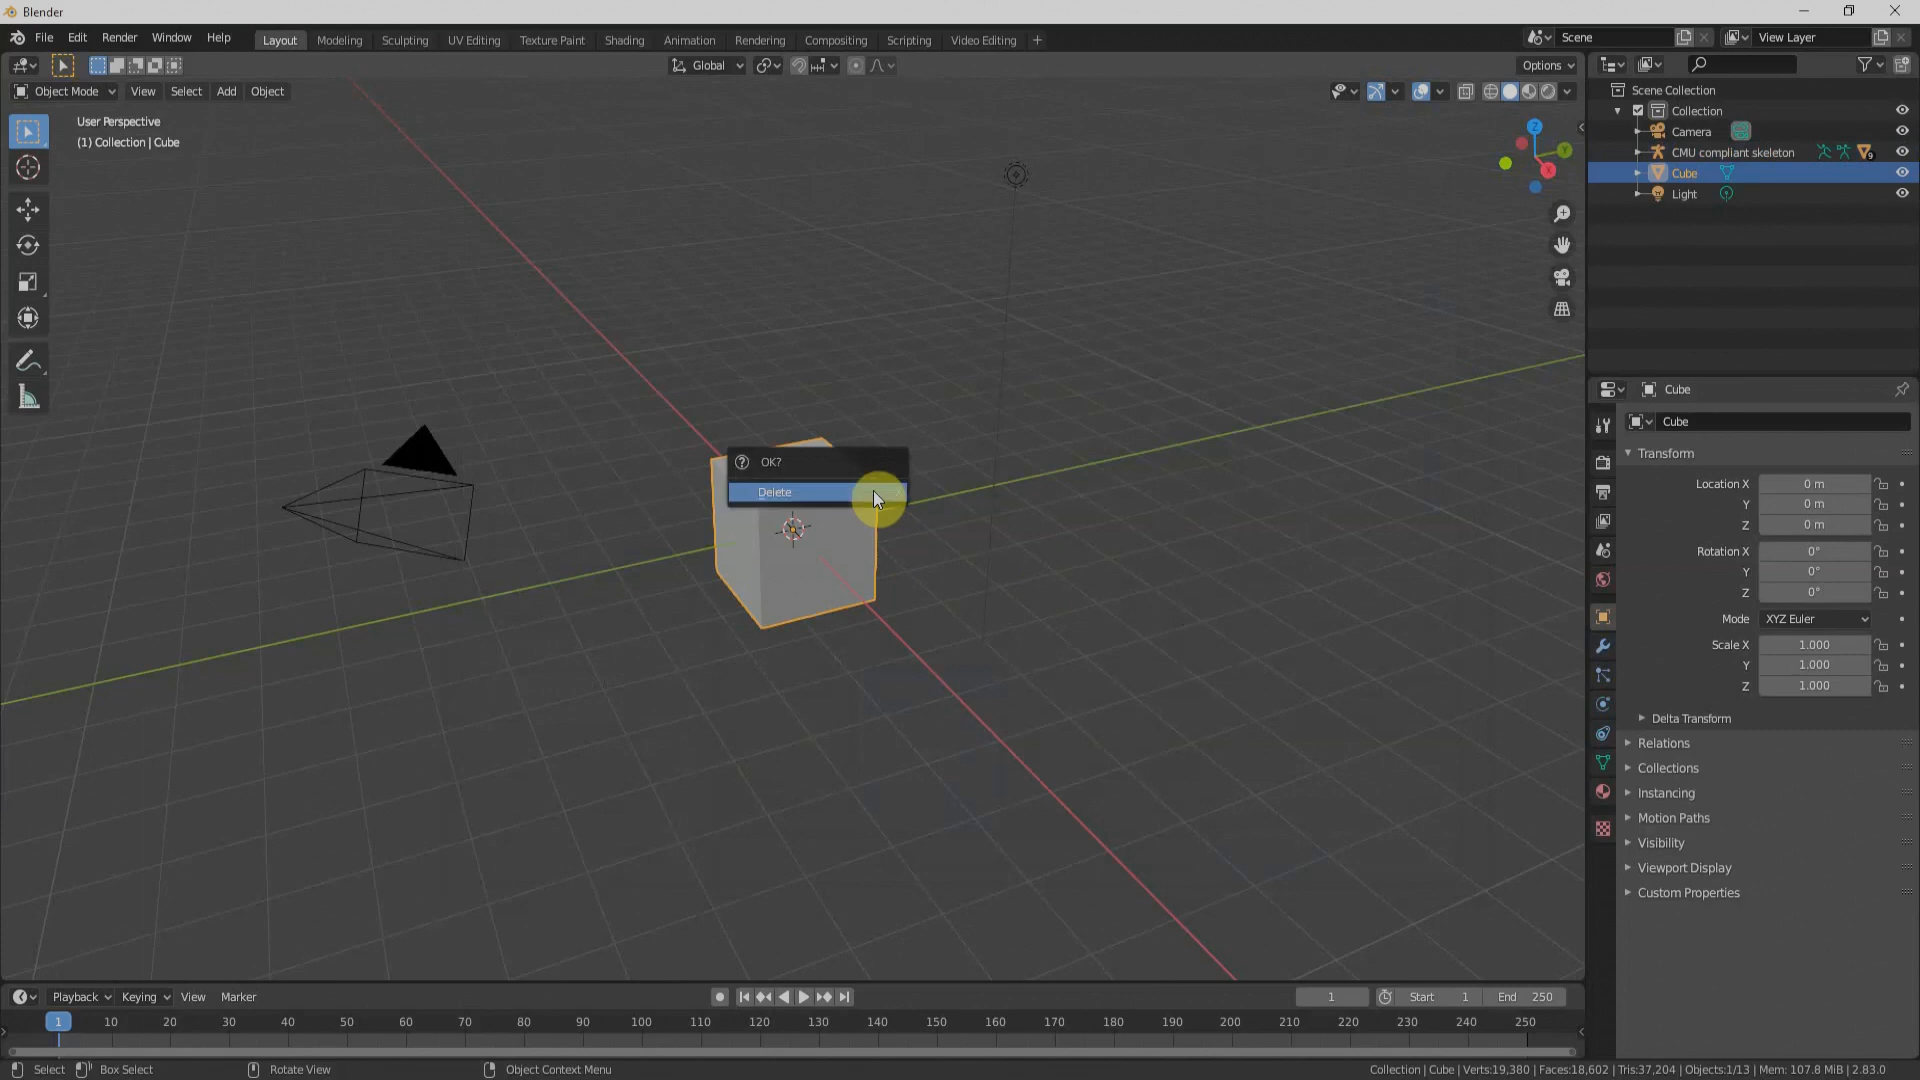 Blender
File Edit Render Window Help Layout Modeling Sculpting UV Editing Texture Paint Shading Animation Rendering Compositing Scripting Video Editing + Scene View Layer
Global Options
Object Mode View Select Add Object
User Perspective
(1) Collection | Cube
Z
Y
X
Scene Collection
Collection
Camera
CMU compliant skeleton 9
Cube
Light
OK?
Delete
Cube
Cube
Transform
Location X 0 m
Y 0 m
Z 0 m
Rotation X 0°
Y 0°
Z 0°
Mode XYZ Euler
Scale X 1.000
Y 1.000
Z 1.000
Delta Transform
Relations
Collections
Instancing
Motion Paths
Visibility
Viewport Display
Custom Properties
Playback Keying View Marker 1 Start 1 End 250
1 10 20 30 40 50 60 70 80 90 100 110 120 130 140 150 160 170 180 190 200 210 220 230 240 250
Select Box Select Rotate View Object Context Menu Collection | Cube | Verts:19,380 | Faces:18,602 | Tris:37,204 | Objects:1/13 | Mem: 107.8 MiB | 2.83.0